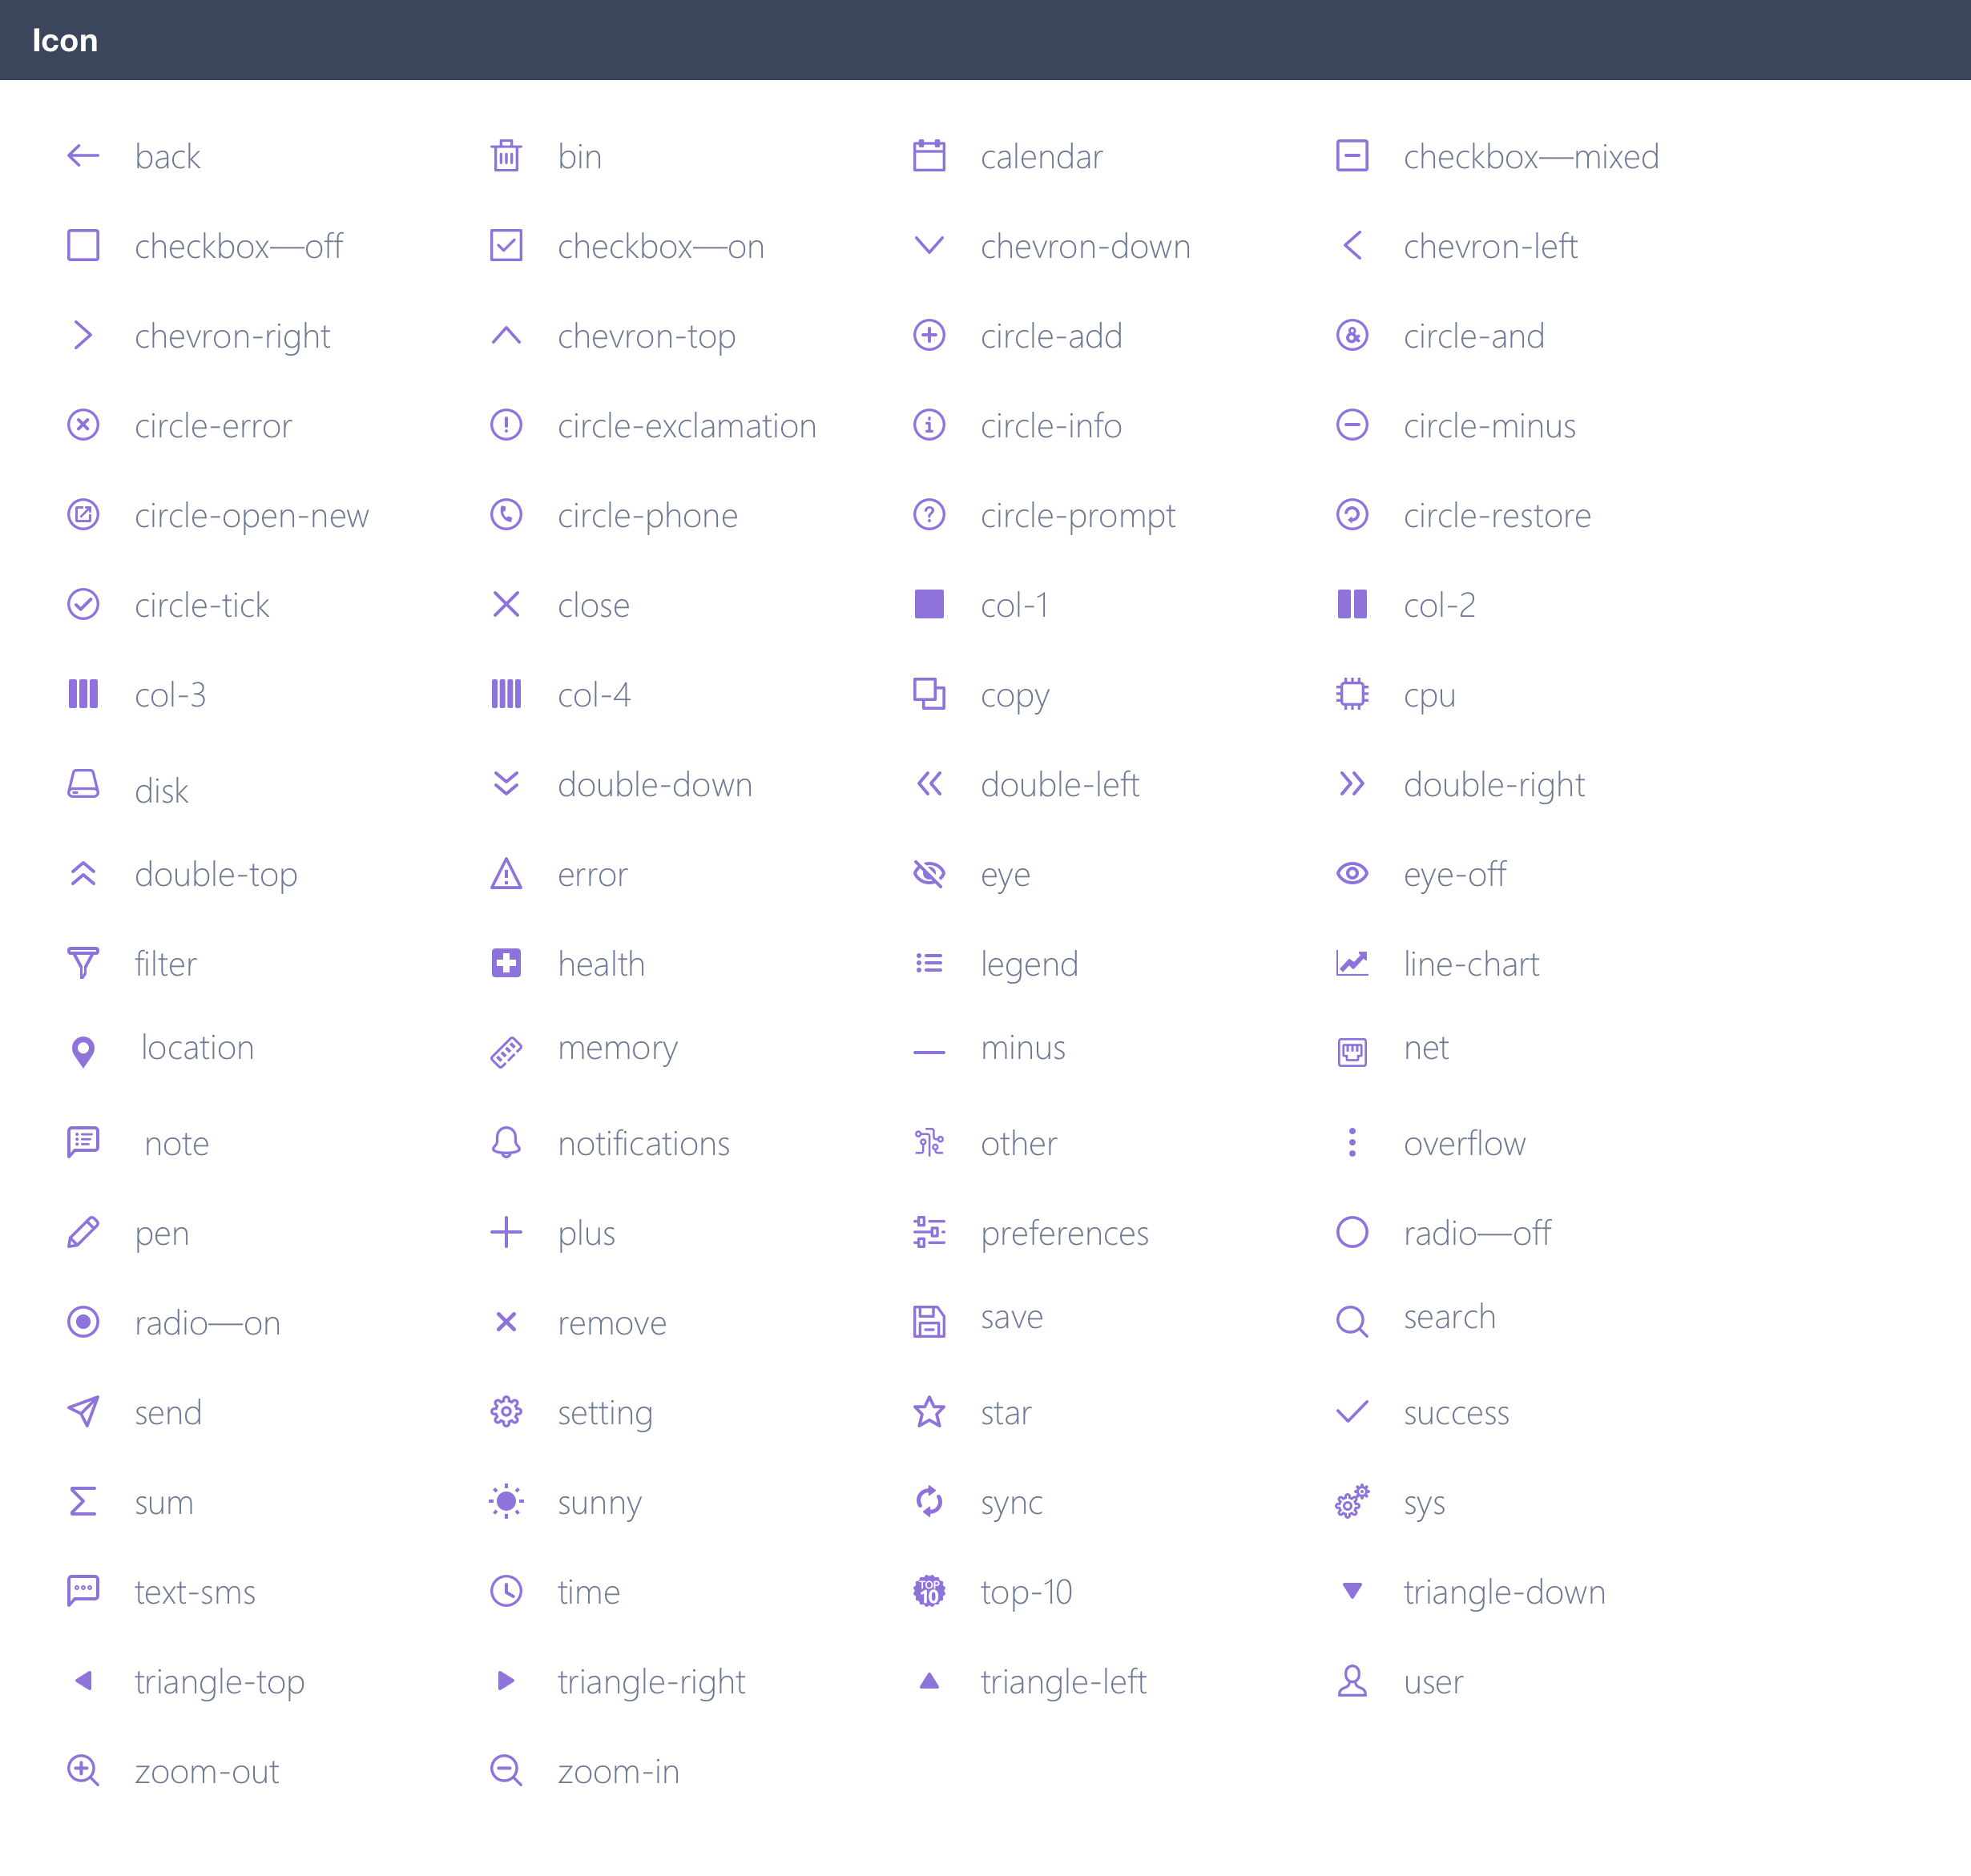 Icon
back bin calendar checkbox—mixed
checkbox—off checkbox—on chevron-down chevron-left
chevron-right chevron-top circle-add circle-and
circle-error circle-exclamation circle-info circle-minus
circle-open-new circle-phone circle-prompt circle-restore
circle-tick close col-1 col-2
col-3 col-4 copy cpu
disk double-down double-left double-right
double-top error eye eye-off
filter health legend line-chart
location memory minus net
note notifications other overflow
pen plus preferences radio—off
radio—on remove save search
send setting star success
sum sunny sync sys
text-sms time TOP 10 top-10 triangle-down
triangle-top triangle-right triangle-left user
zoom-out zoom-in